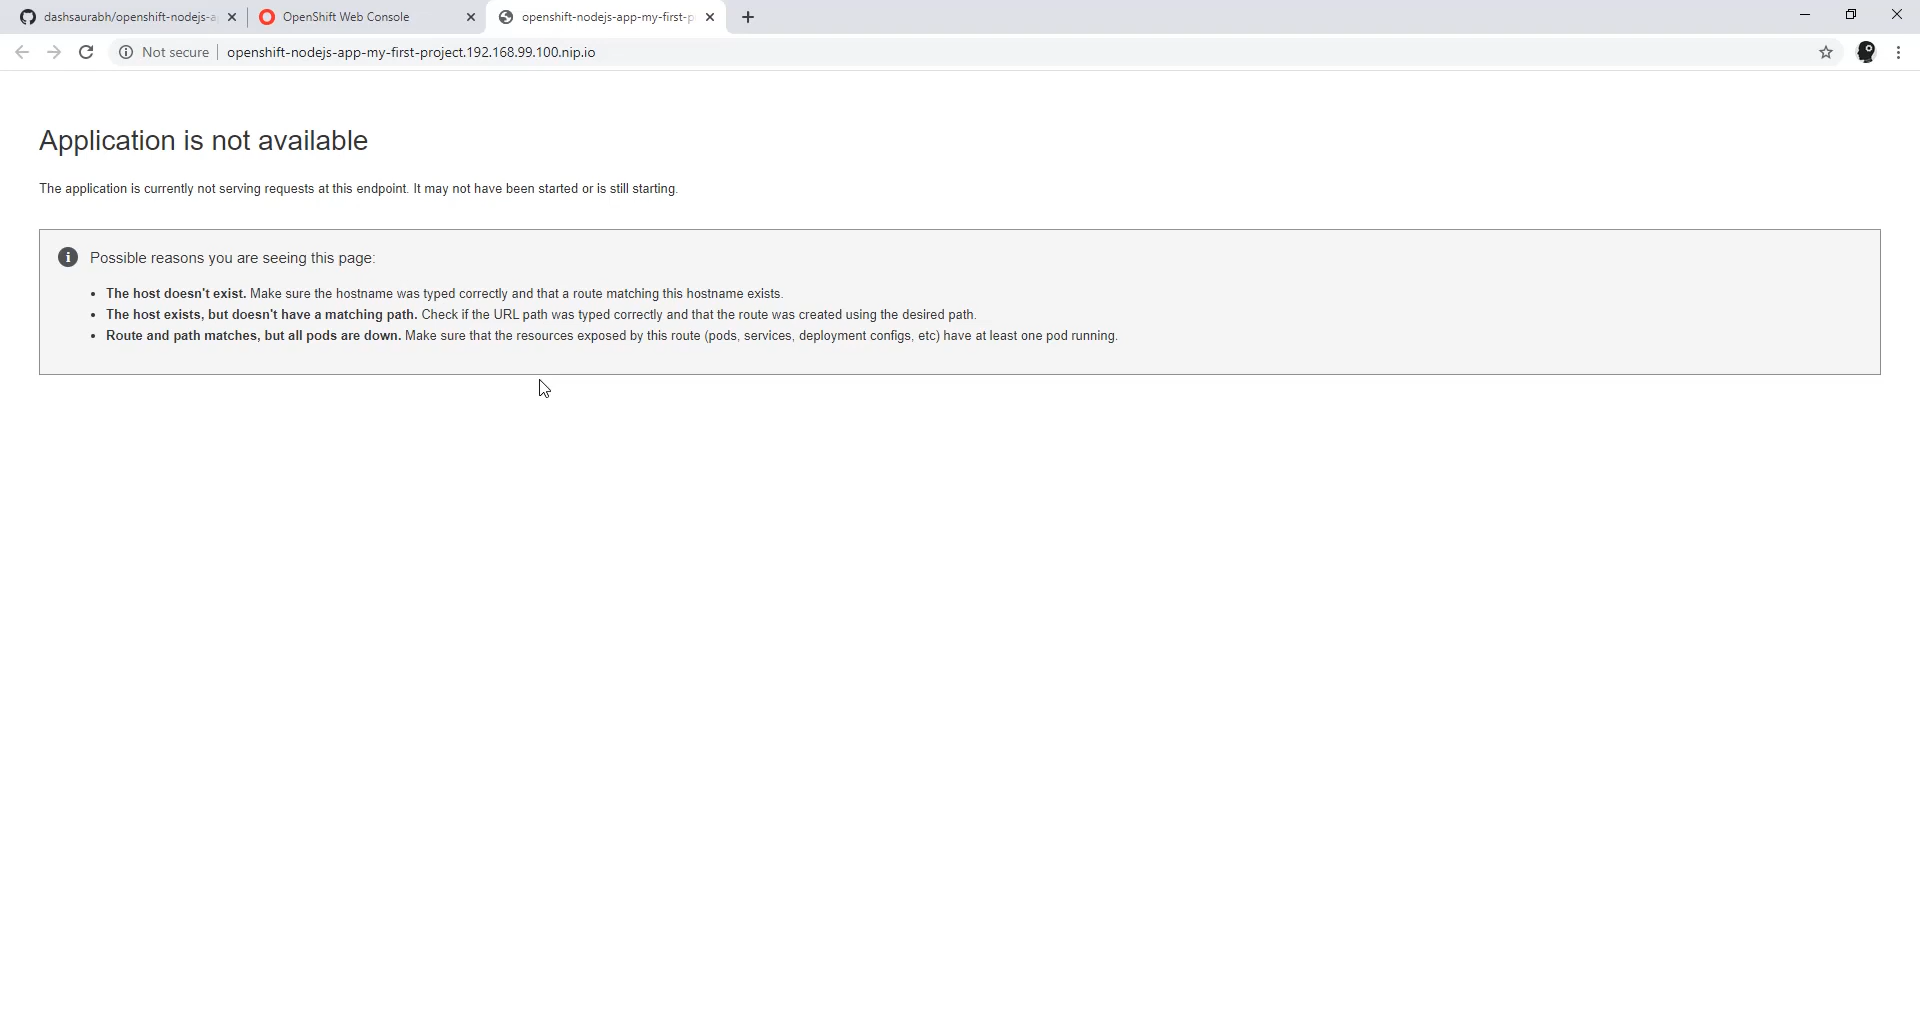 dashsaurabh/openshift-nodejs-a
OpenShift Web Console
openshift-nodejs-app-my-first-p
Not secure
openshift-nodejs-app-my-first-project.192.168.99.100.nip.io
Application is not available
The application is currently not serving requests at this endpoint. It may not have been started or is still starting.
Possible reasons you are seeing this page:
• The host doesn't exist. Make sure the hostname was typed correctly and that a route matching this hostname exists.
• The host exists, but doesn't have a matching path. Check if the URL path was typed correctly and that the route was created using the desired path.
• Route and path matches, but all pods are down. Make sure that the resources exposed by this route (pods, services, deployment configs, etc) have at least one pod running.